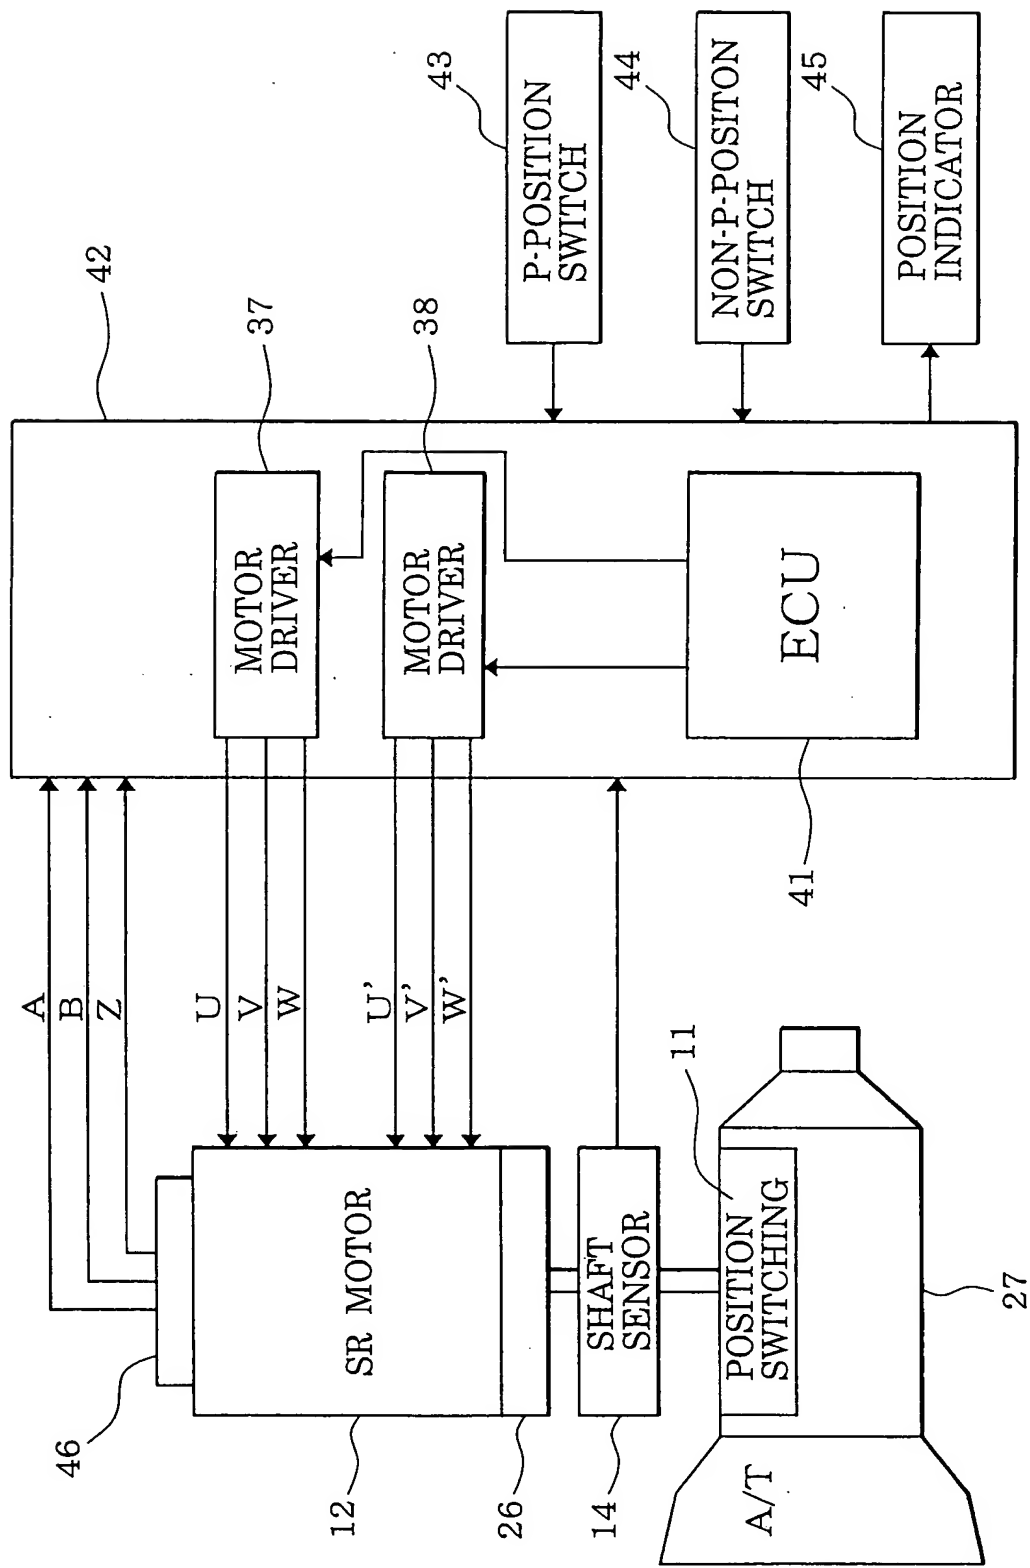 42
37
38
43
44
45
P-POSITION
SWITCH
NON-P-POSITON
SWITCH
POSITION
INDICATOR
MOTOR
DRIVER
MOTOR
DRIVER
ECU
41
A
B
Z
U
V
W
U'
V'
W'
46
SR MOTOR
12
26
SHAFT
SENSOR
14
11
POSITION
SWITCHING
A/T
27